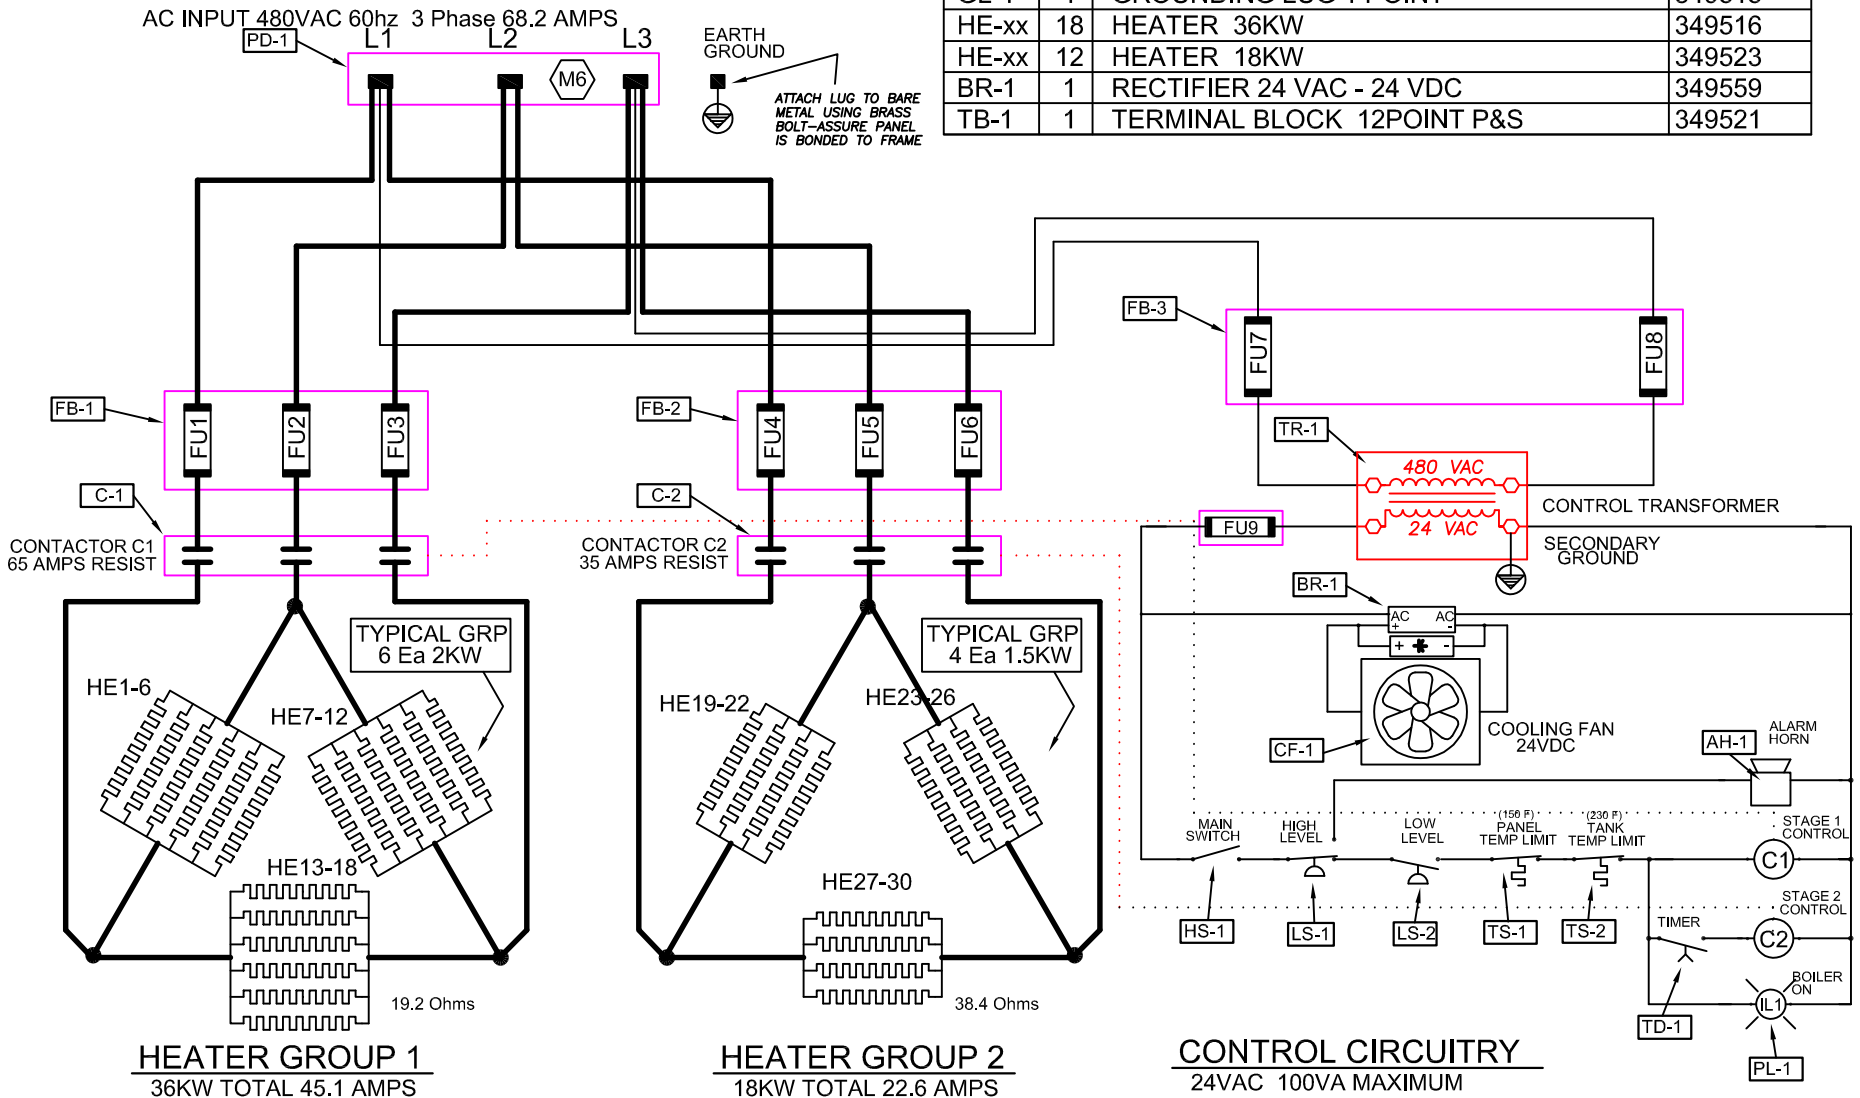 AC INPUT 480VAC 60hz 3 Phase 68.2 AMPS
PD-1
L1
L2
L3
M6
EARTH
GROUND
ATTACH LUG TO BARE
METAL USING BRASS
BOLT-ASSURE PANEL
IS BONDED TO FRAME
HE-xx 18 HEATER 36KW 349516
HE-xx 12 HEATER 18KW 349523
BR-1 1 RECTIFIER 24 VAC - 24 VDC 349559
TB-1 1 TERMINAL BLOCK 12POINT P&S 349521
FB-1
FU1
FU2
FU3
FB-2
FU4
FU5
FU6
FB-3
FU7
FU8
C-1
CONTACTOR C1
65 AMPS RESIST
C-2
CONTACTOR C2
35 AMPS RESIST
TR-1
480 VAC
24 VAC
CONTROL TRANSFORMER
SECONDARY
GROUND
FU9
BR-1
AC
+
AC
-
+
-
COOLING FAN
24VDC
CF-1
AH-1
ALARM
HORN
TYPICAL GRP
6 Ea 2KW
HE1-6
HE7-12
HE13-18
19.2 Ohms
TYPICAL GRP
4 Ea 1.5KW
HE19-22
HE23-26
HE27-30
38.4 Ohms
MAIN
SWITCH
HIGH
LEVEL
LOW
LEVEL
(150 F)
PANEL
TEMP LIMIT
(230 F)
TANK
TEMP LIMIT
STAGE 1
CONTROL
C1
STAGE 2
CONTROL
C2
TIMER
HS-1
LS-1
LS-2
TS-1
TS-2
BOILER
ON
IL1
TD-1
PL-1
HEATER GROUP 1
36KW TOTAL 45.1 AMPS
HEATER GROUP 2
18KW TOTAL 22.6 AMPS
CONTROL CIRCUITRY
24VAC 100VA MAXIMUM